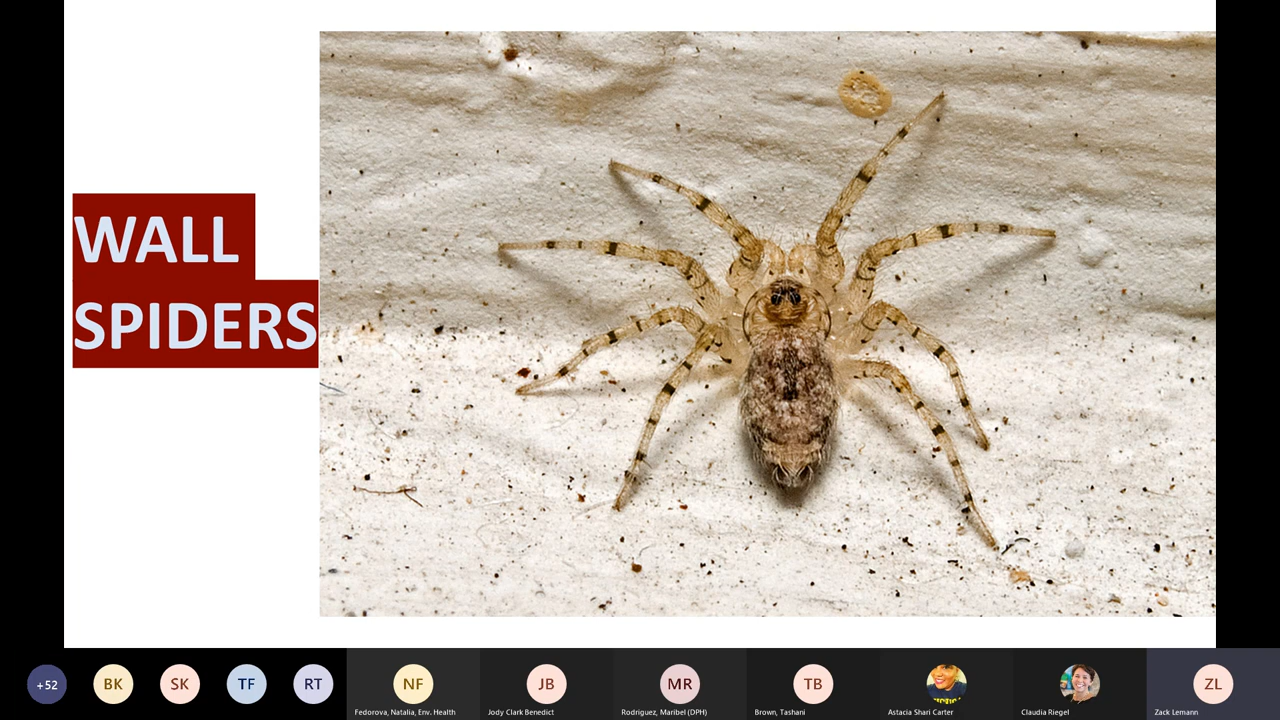 WALL
SPIDERS
+52
BK
SK
TF
RT
NF
JB
MR
TB
ZL
Fedorova, Natalia, Env. Health
Jody Clark Benedict
Rodriguez, Maribel (DPH)
Brown, Tashani
Astacia Shari Carter
Claudia Riegel
Zack Lemann